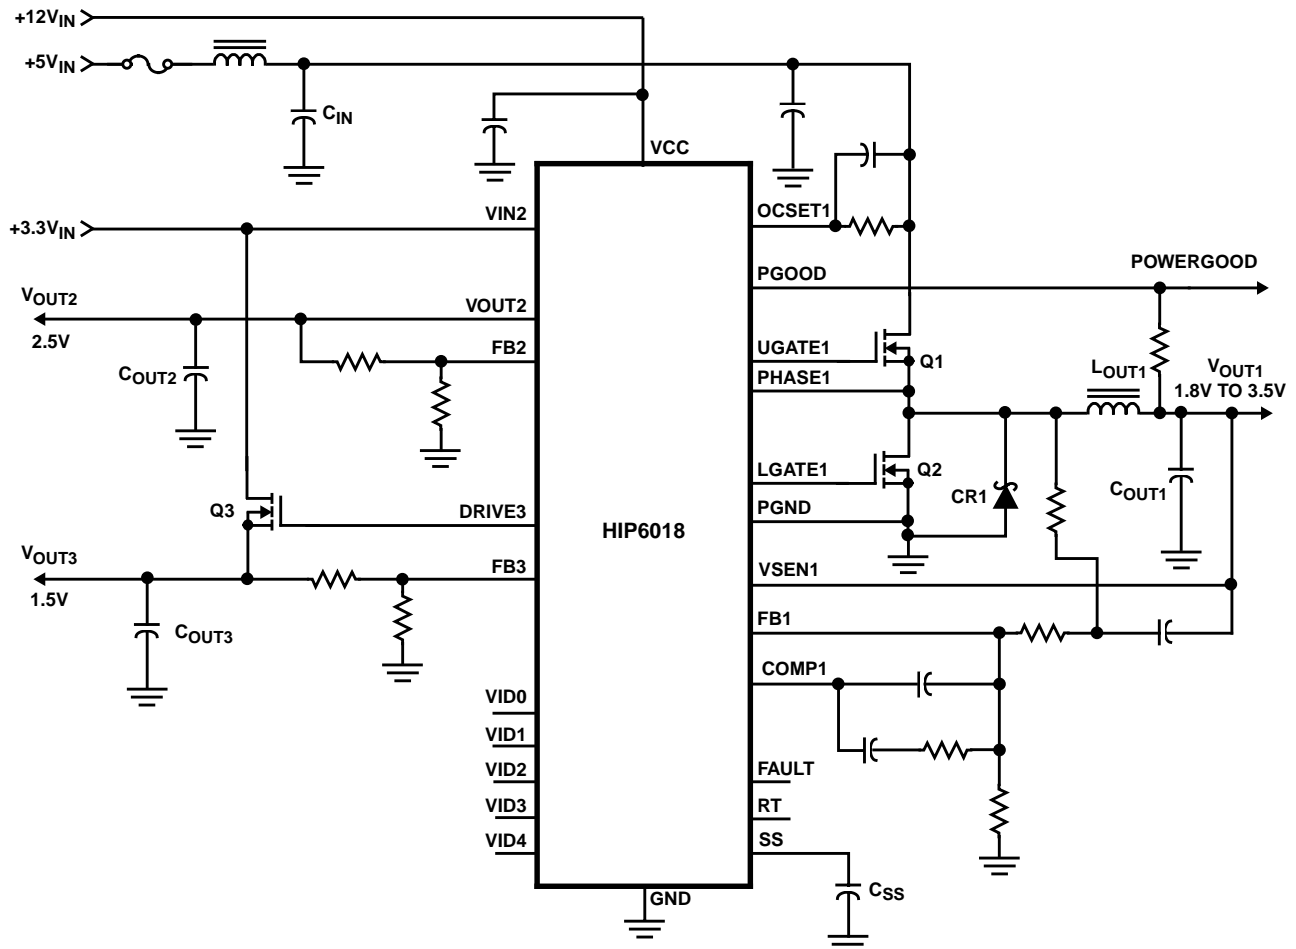 +12VIN
+5VIN
CIN
VCC
+3.3VIN
VIN2
OCSET1
PGOOD
POWERGOOD
VOUT2
2.5V
VOUT2
FB2
COUT2
UGATE1
Q1
PHASE1
LOUT1
VOUT1
1.8V TO 3.5V
LGATE1
Q2
CR1
COUT1
PGND
Q3
DRIVE3
HIP6018
VOUT3
1.5V
FB3
COUT3
VSEN1
FB1
COMP1
VID0
VID1
VID2
VID3
VID4
FAULT
RT
SS
CSS
GND